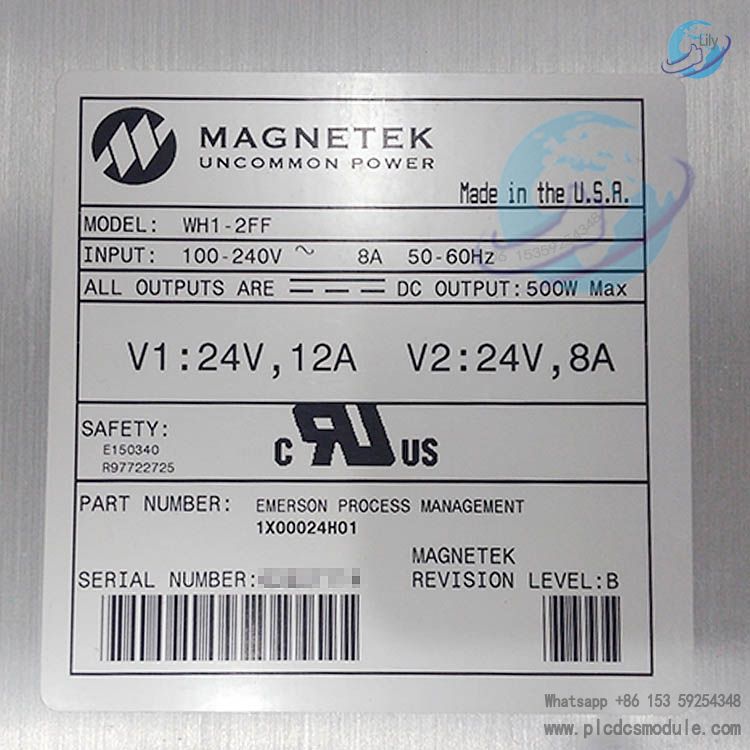 Lily
MAGNETEK
UNCOMMON POWER
Made in the U.S.A.
MODEL: WH1-2FF
INPUT: 100-240V ~ 8A 50-60Hz
ALL OUTPUTS ARE DC OUTPUT:500W Max
V1:24V,12A V2:24V,8A
SAFETY:
E150340
R97722725
c RU US
PART NUMBER: EMERSON PROCESS MANAGEMENT
1X00024H01
MAGNETEK
SERIAL NUMBER: REVISION LEVEL:B
Whatsapp +86 153 59254348
www.plcdcsmodule.com